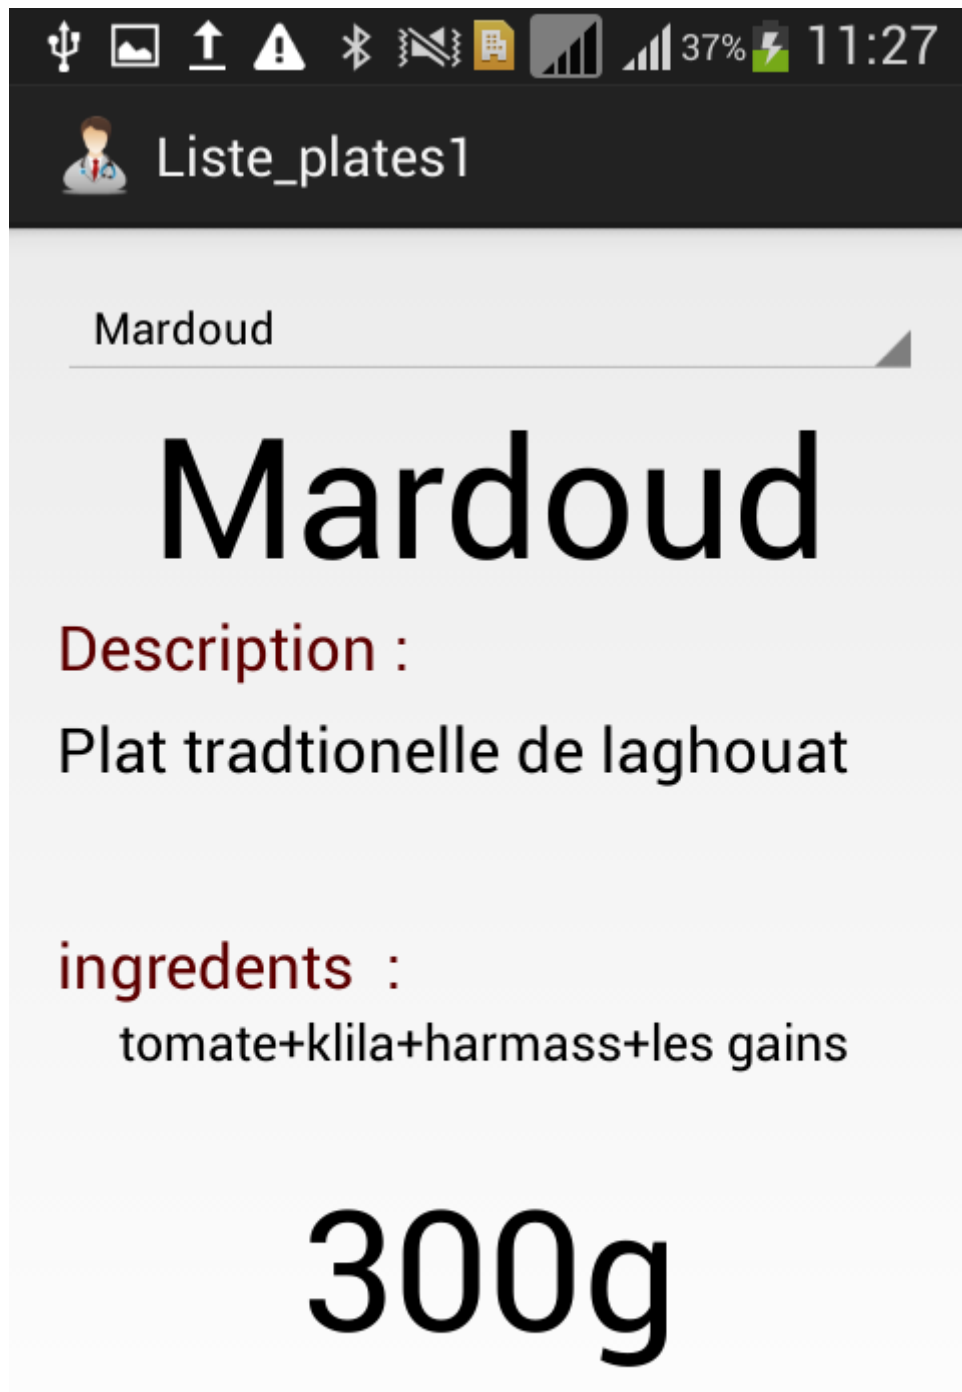 37% 11:27
Liste_plates1
Mardoud
Mardoud
Description :
Plat tradtionelle de laghouat
ingredents :
tomate+klila+harmass+les gains
300g